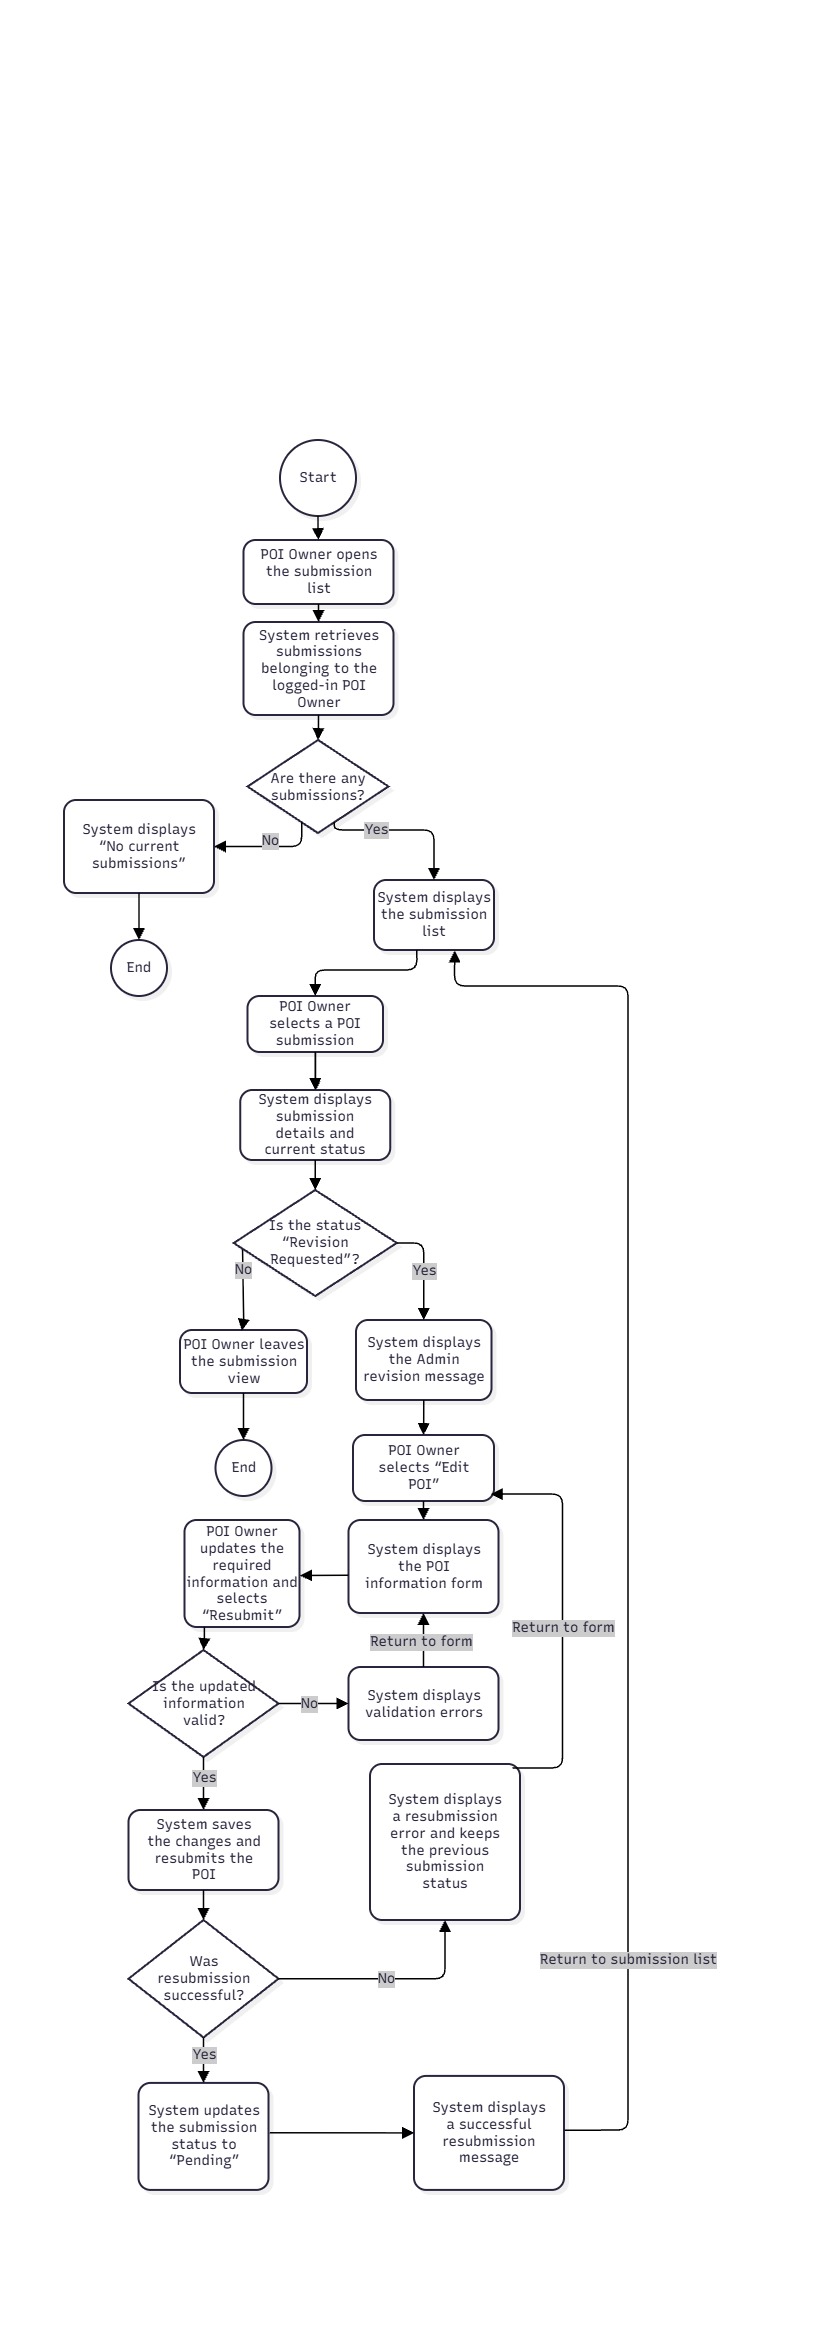 Start
POI Owner opens
the submission
list
System retrieves
submissions
belonging to the
logged-in POI
Owner
Are there any
submissions?
No
Yes
System displays
“No current
submissions”
End
System displays
the submission
list
POI Owner
selects a POI
submission
System displays
submission
details and
current status
Is the status
“Revision
Requested”?
No
Yes
POI Owner leaves
the submission
view
End
System displays
the Admin
revision message
POI Owner
selects “Edit
POI”
System displays
the POI
information form
POI Owner
updates the
required
information and
selects
“Resubmit”
Return to form
Return to form
Is the updated
information
valid?
No
System displays
validation errors
Yes
System saves
the changes and
resubmits the
POI
System displays
a resubmission
error and keeps
the previous
submission
status
Was
resubmission
successful?
No
Return to submission list
Yes
System updates
the submission
status to
“Pending”
System displays
a successful
resubmission
message